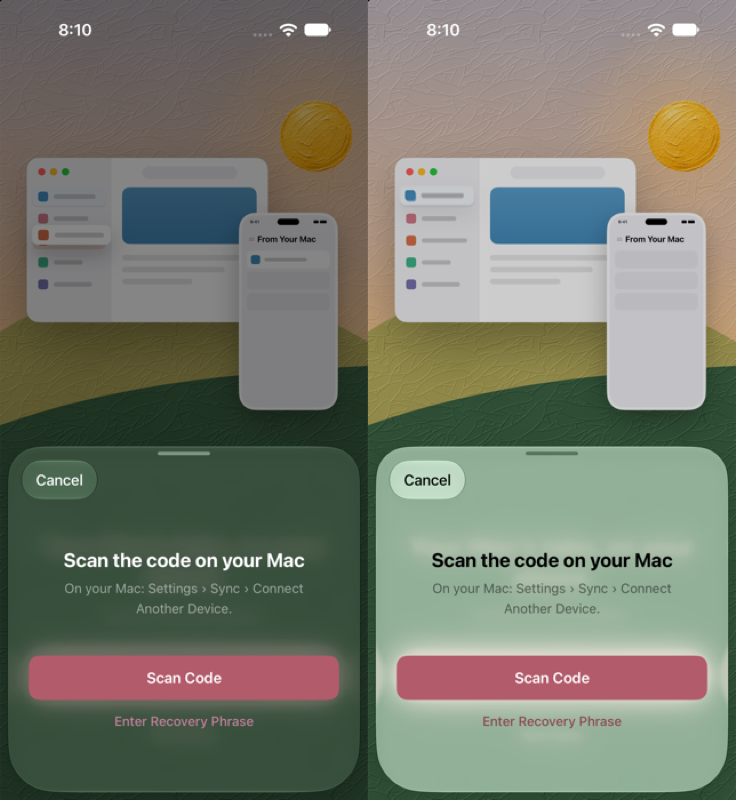 8:10
From Your Mac
Cancel
Scan the code on your Mac
On your Mac: Settings › Sync › Connect
Another Device.
Scan Code
Enter Recovery Phrase
8:10
From Your Mac
Cancel
Scan the code on your Mac
On your Mac: Settings › Sync › Connect
Another Device.
Scan Code
Enter Recovery Phrase